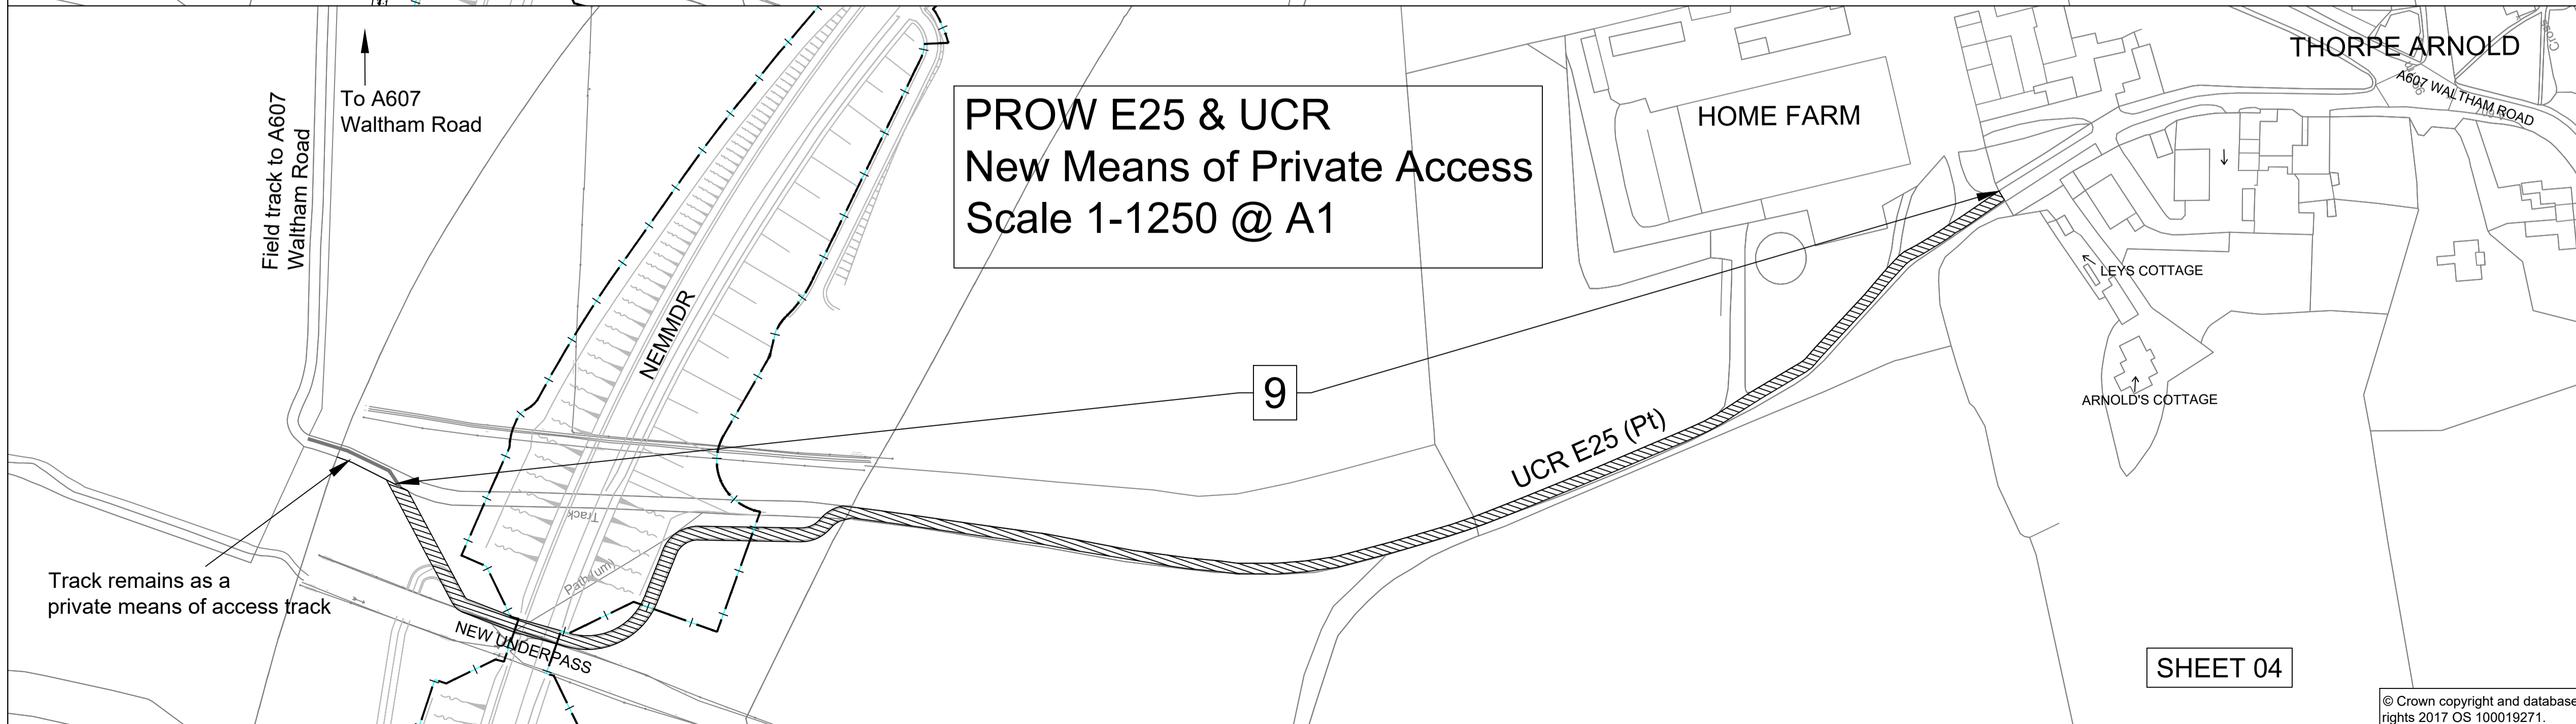 To A607
Waltham Road
Field track to A607
Waltham Road
PROW E25 & UCR
New Means of Private Access
Scale 1-1250 @ A1
HOME FARM
THORPE ARNOLD
A607 WALTHAM ROAD
LEYS COTTAGE
ARNOLD'S COTTAGE
NEMMDR
9
UCR E25 (Pt)
Track
Path (um)
Track remains as a
private means of access track
NEW UNDERPASS
SHEET 04
© Crown copyright and database
rights 2017 OS 100019271.